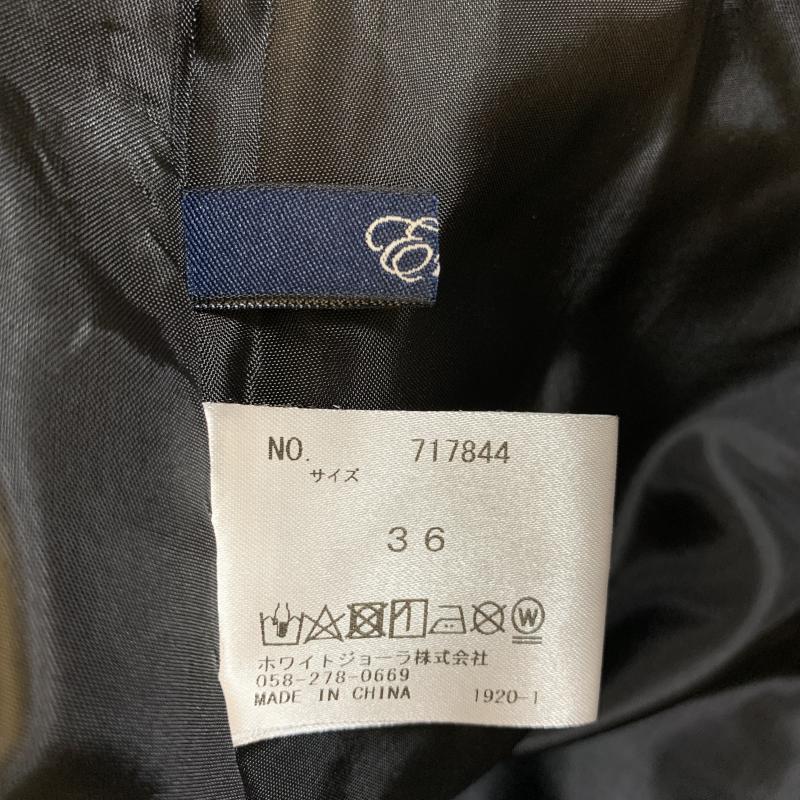 NO. 717844
サイズ
36
W
ホワイトジョーラ株式会社
058-278-0669
MADE IN CHINA 1920-1